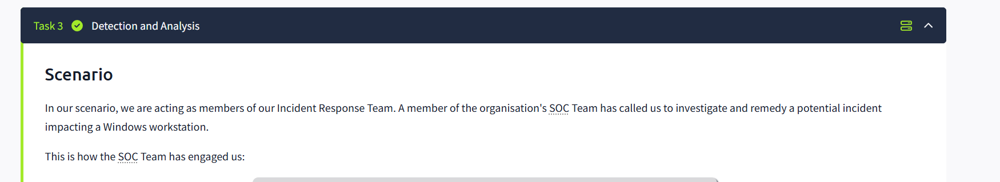 Task 3 Detection and Analysis
Scenario
In our scenario, we are acting as members of our Incident Response Team. A member of the organisation's SOC Team has called us to investigate and remedy a potential incident
impacting a Windows workstation.
This is how the SOC Team has engaged us: